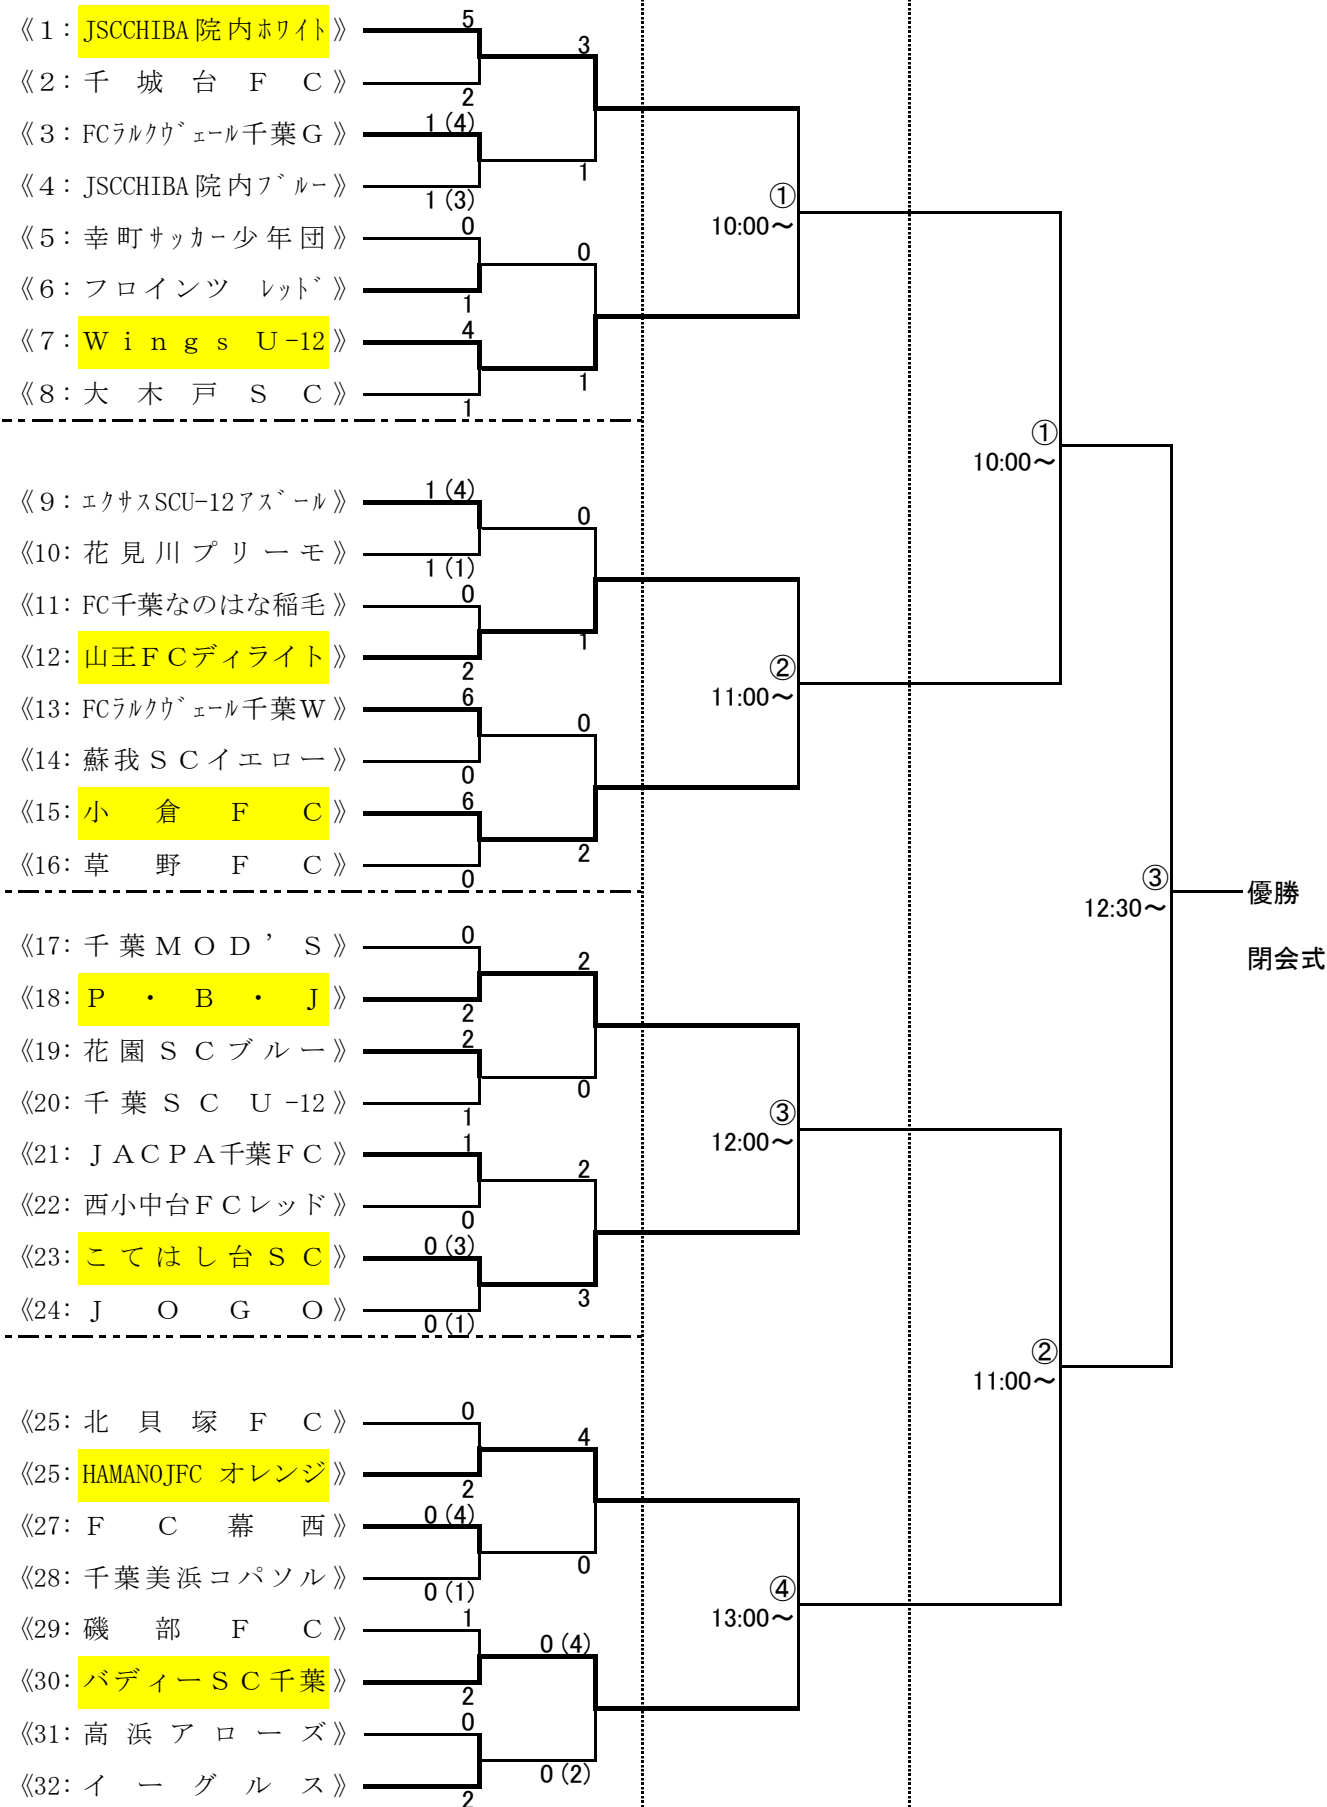 《1：JSCCHIBA院内ﾎﾜｲﾄ》 5
3
《2：千城台FC》 2
《3：FCﾗﾙｸｳﾞｪｰﾙ千葉G》 1(4)
1
《4：JSCCHIBA院内ﾌﾞﾙｰ》 1(3)
①
10:00～
《5：幸町ｻｯｶｰ少年団》 0
0
《6：フロインツ ﾚｯﾄﾞ》 1
《7：Wings U-12》 4
1
《8：大木戸SC》 1
①
10:00～
《9：ｴｸｻｽSCU-12ｱｽﾞｰﾙ》 1(4)
0
《10：花見川プリーモ》 1(1)
《11：FC千葉なのはな稲毛》 0
1
《12：山王FCディライト》 2
②
11:00～
《13：FCﾗﾙｸｳﾞｪｰﾙ千葉W》 6
0
《14：蘇我SCイエロー》 0
《15：小倉FC》 6
2
《16：草野FC》 0
③
12:30～
優勝
閉会式
《17：千葉MOD’S》 0
2
《18：P・B・J》 2
《19：花園SCブルー》 2
0
《20：千葉SC U-12》 1
③
12:00～
《21：JACPA千葉FC》 1
2
《22：西小中台FCレッド》 0
《23：こてはし台SC》 0(3)
3
《24：JOGO》 0(1)
②
11:00～
《25：北貝塚FC》 0
4
《25：HAMANOJFC オレンジ》 2
《27：FC幕西》 0(4)
0
《28：千葉美浜コパソル》 0(1)
④
13:00～
《29：磯部FC》 1
0(4)
《30：バディーSC千葉》 2
《31：高浜アローズ》 0
0(2)
《32：イーグルス》 2